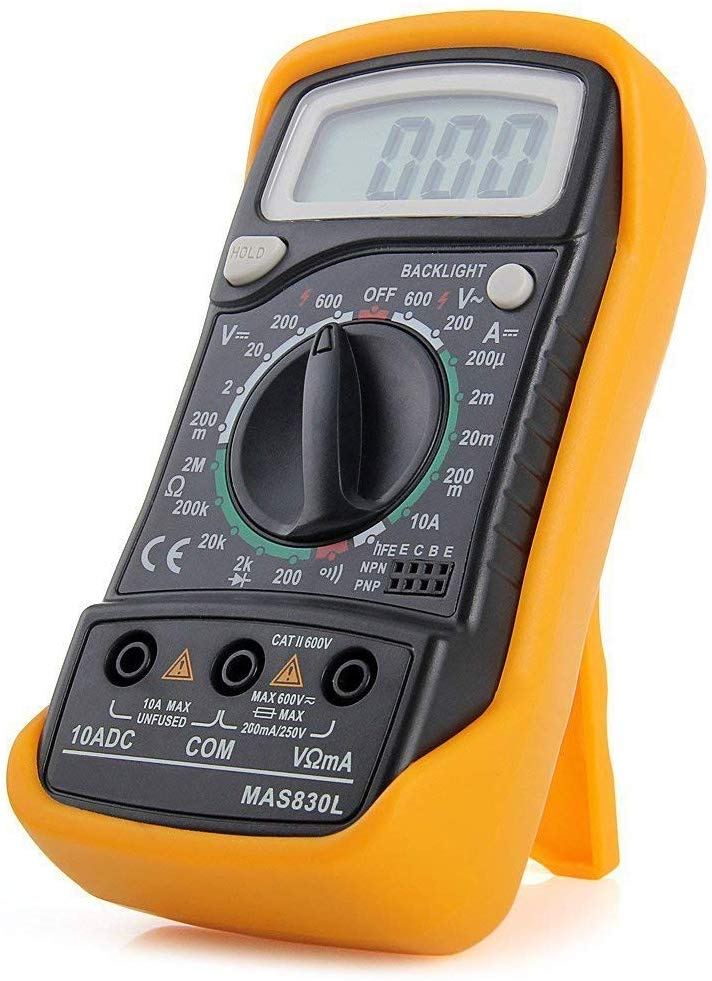 000
HOLD
BACKLIGHT
OFF
600 V~
200
A
200µ
2m
20m
200
m
10A
hFE E C B E
NPN
PNP
600
200
V
20
2
200
m
2M
Ω
200k
20k
2k
200
CE
CAT II 600V
10A MAX
UNFUSED
MAX 600V
MAX
200mA/250V
10ADC COM VΩmA
MAS830L